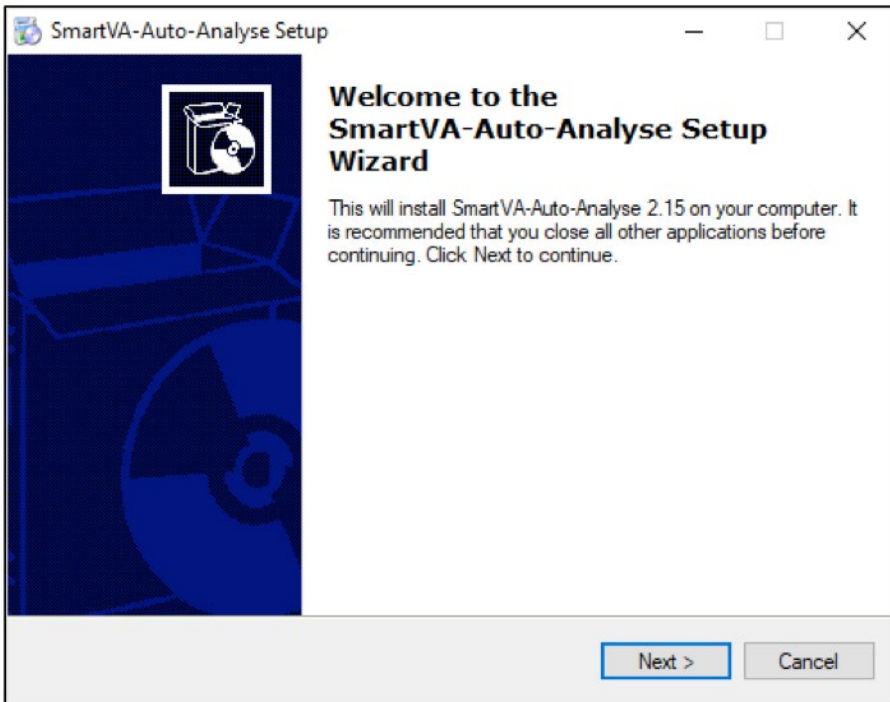 SmartVA-Auto-Analyse Setup
Welcome to the
SmartVA-Auto-Analyse Setup
Wizard
This will install SmartVA-Auto-Analyse 2.15 on your computer. It
is recommended that you close all other applications before
continuing. Click Next to continue.
Next >
Cancel